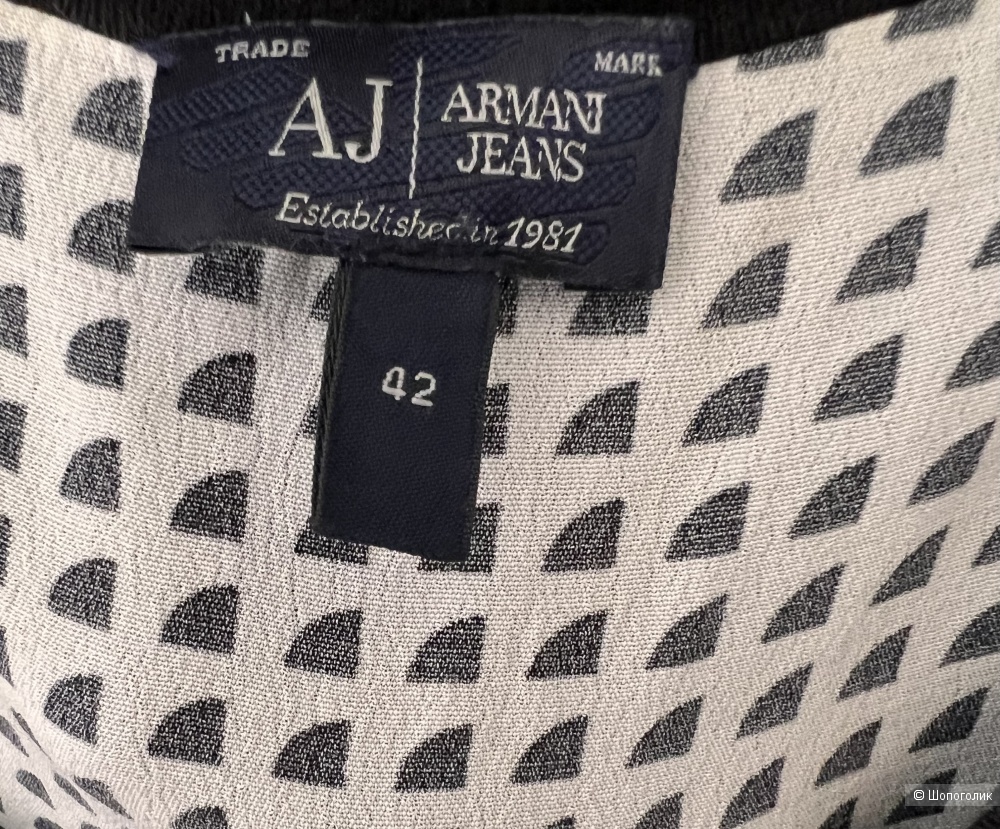 TRADE MARK
AJ ARMANI
JEANS
Established in 1981
42
© Шопоголик